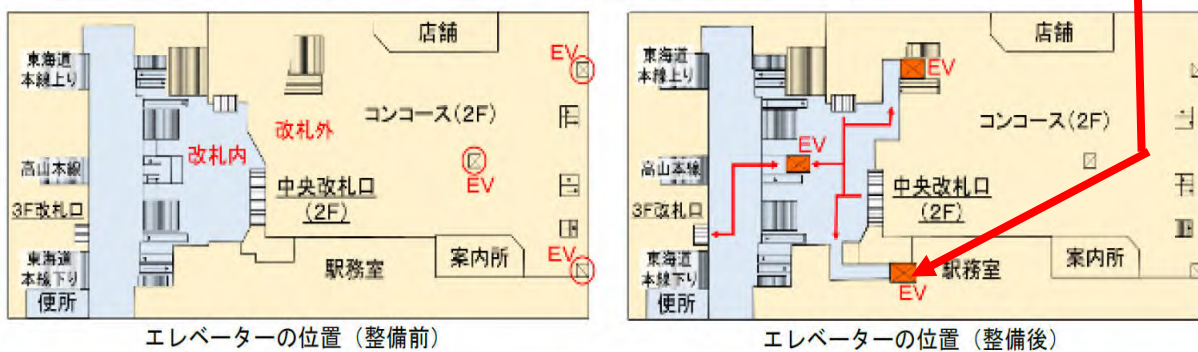 店舗
EV
東海道
本線上り
コンコース(2F)
改札外
改札内
EV
高山本線
中央改札口
(2F)
3F改札口
EV
東海道
本線下り
駅務室
案内所
便所
エレベーターの位置（整備前）
店舗
東海道
本線上り
EV
コンコース(2F)
EV
高山本線
中央改札口
(2F)
3F改札口
東海道
本線下り
駅務室
案内所
EV
便所
エレベーターの位置（整備後）